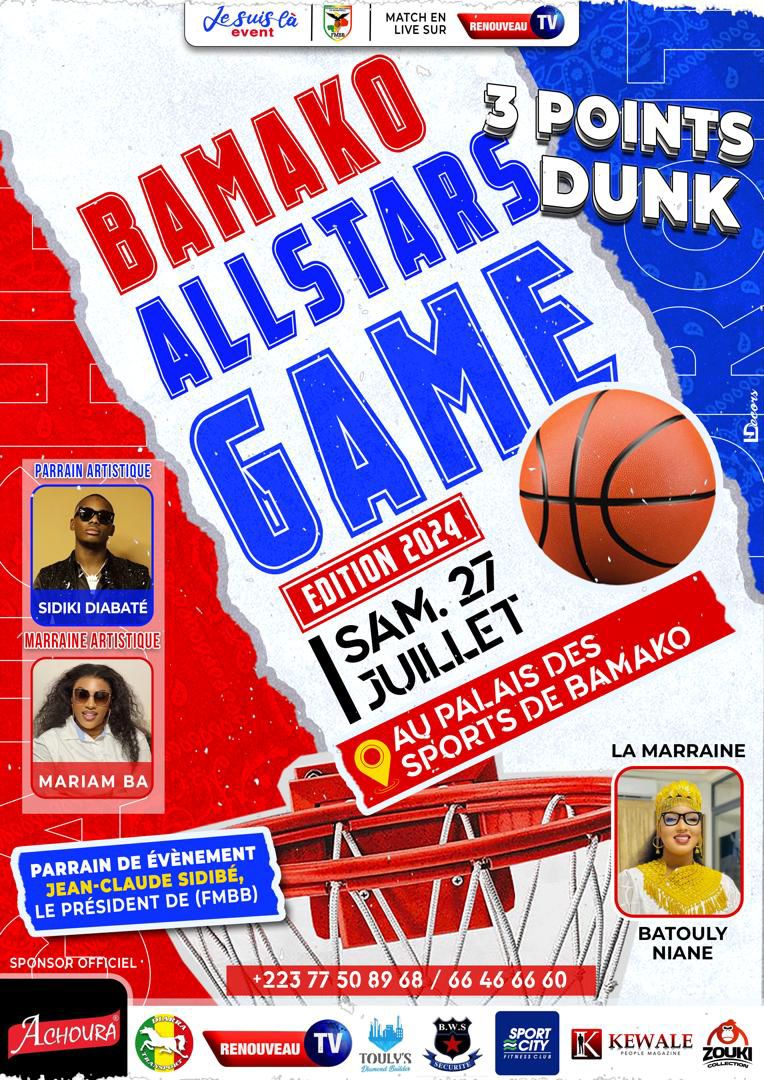 Je suis là
event
FMBB
MATCH EN
LIVE SUR
RENOUVEAU TV
3 POINTS
DUNK
BAMAKO
ALLSTARS
GAME
EDITION 2024
SAM. 27
JUILLET
AU PALAIS DES
SPORTS DE BAMAKO
PARRAIN ARTISTIQUE
SIDIKI DIABATÉ
MARRAINE ARTISTIQUE
MARIAM BA
LA MARRAINE
BATOULY
NIANE
PARRAIN DE ÉVÈNEMENT
JEAN-CLAUDE SIDIBÉ,
LE PRÉSIDENT DE (FMBB)
SPONSOR OFFICIEL
+223 77 50 89 68 / 66 46 66 60
ACHOURA
DIARRA
TRANSPORT
RENOUVEAU TV
TOULY'S
Diamond Builder
B.W.S
SECURITE
SPORT
CITY
FITNESS CLUB
K KEWALE
PEOPLE MAGAZINE
ZOUKI
COLLECTION